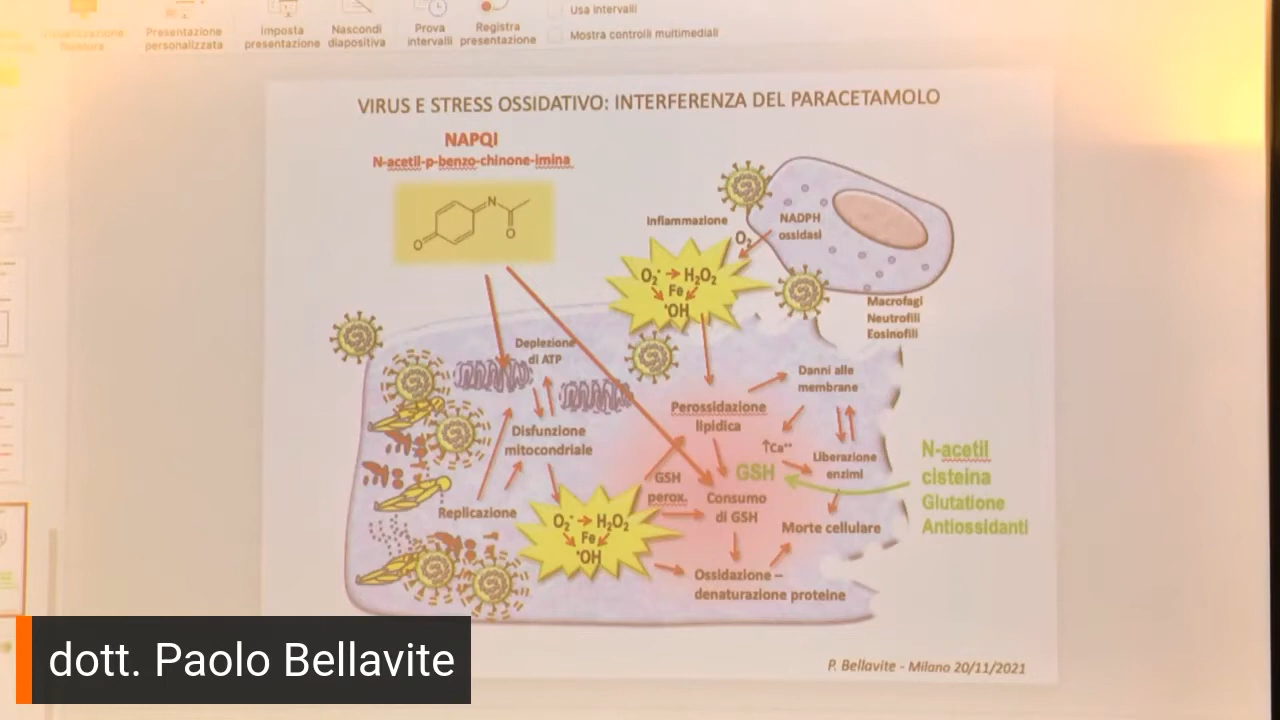 Presentazione
personalizzata
Imposta
presentazione
Nascondi
diapositiva
Prova
intervalli
Registra
presentazione
Usa intervalli
Mostra controlli multimediali
VIRUS E STRESS OSSIDATIVO: INTERFERENZA DEL PARACETAMOLO
NAPQI
N-acetil-p-benzo-chinone-imina
N
O
O
Inflammazione
NADPH
ossidasi
O₂
O₂⁻ → H₂O₂
Fe
•OH
Macrofagi
Neutrofili
Eosinofili
Deplezione
di ATP
Danni alle
membrane
Perossidazione
lipidica
Disfunzione
mitocondriale
↑Ca⁺⁺
Liberazione
enzimi
GSH
N-acetil
cisteina
Glutatione
Antiossidanti
GSH
perox.
Consumo
di GSH
Replicazione
Morte cellulare
O₂⁻ → H₂O₂
Fe
•OH
Ossidazione –
denaturazione proteine
dott. Paolo Bellavite
P. Bellavite - Milano 20/11/2021